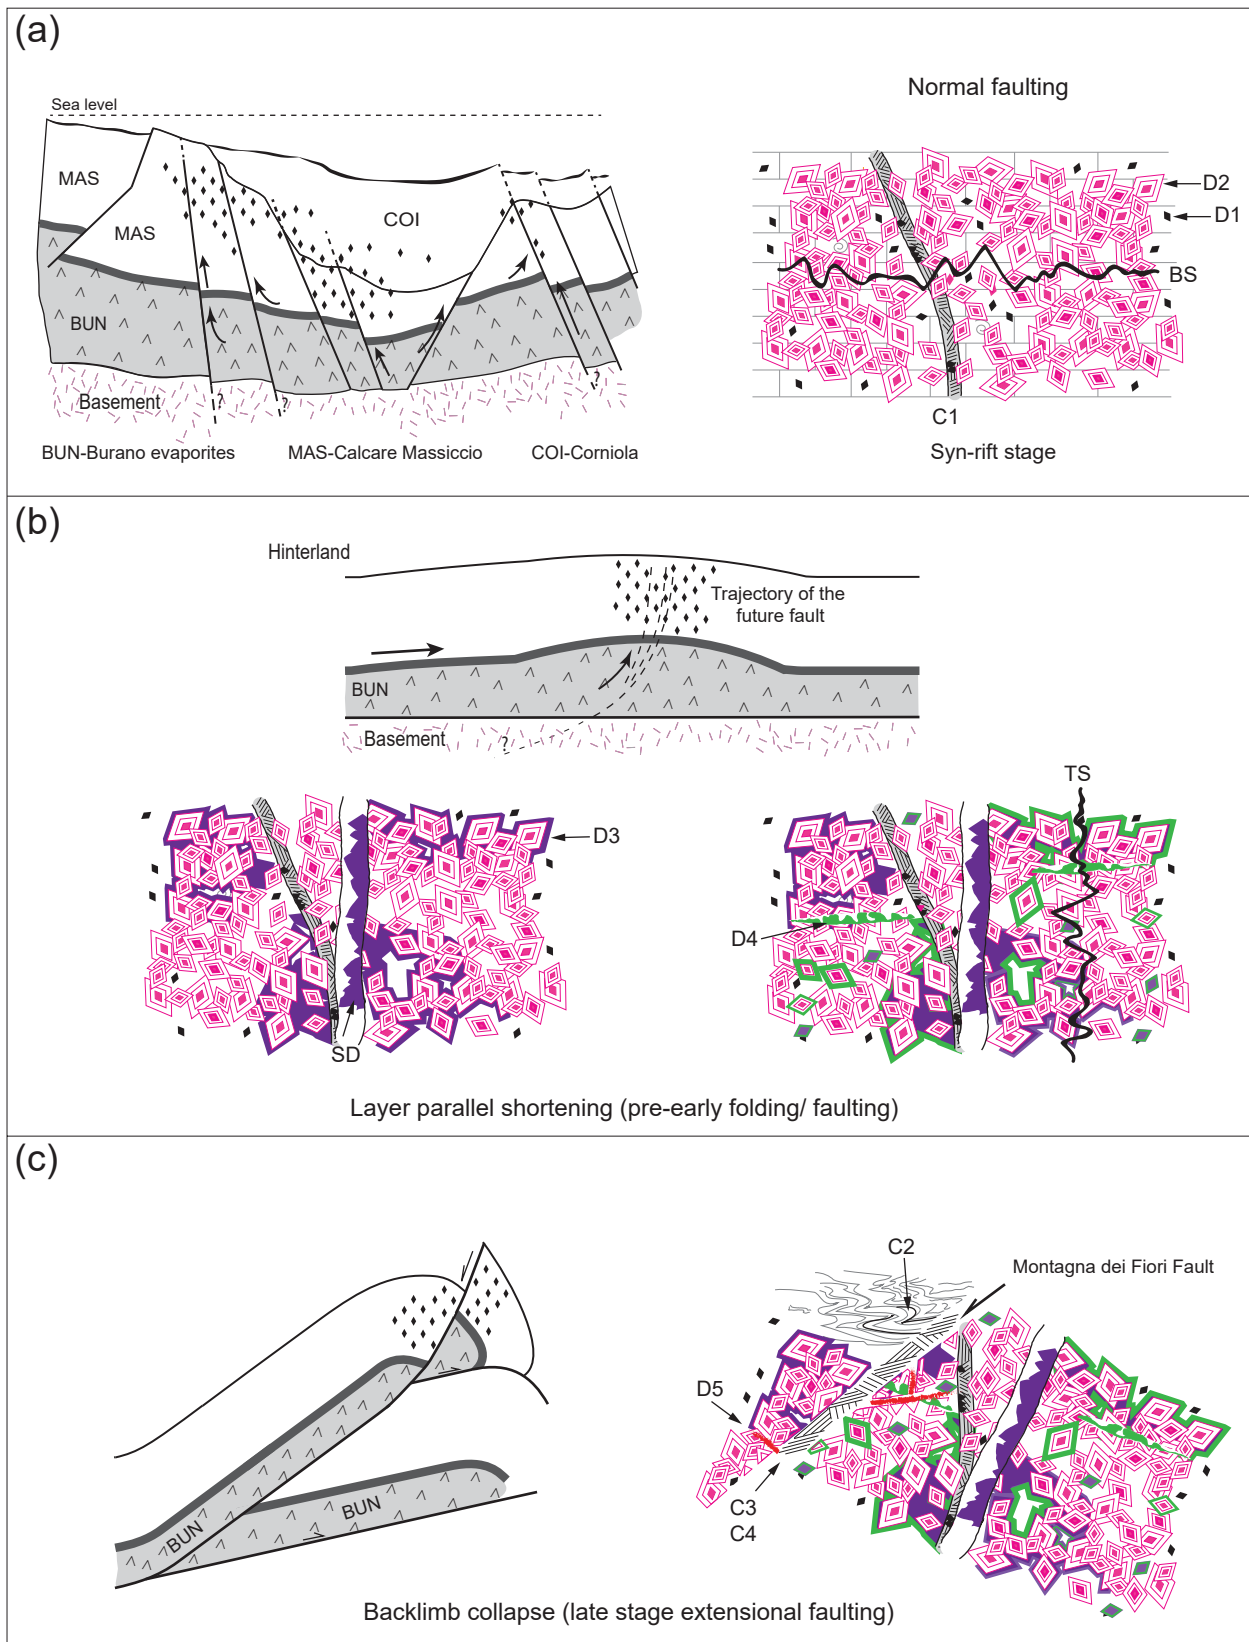 (a)
Sea level
Normal faulting
MAS
MAS
COI
BUN
D2
D1
BS
?
?
?
Basement
C1
BUN-Burano evaporites
MAS-Calcare Massiccio
COI-Corniola
Syn-rift stage
(b)
Hinterland
Trajectory of the
future fault
BUN
Basement
?
TS
D3
D4
SD
Layer parallel shortening (pre-early folding/ faulting)
(c)
C2
Montagna dei Fiori Fault
D5
C3
C4
BUN
BUN
Backlimb collapse (late stage extensional faulting)